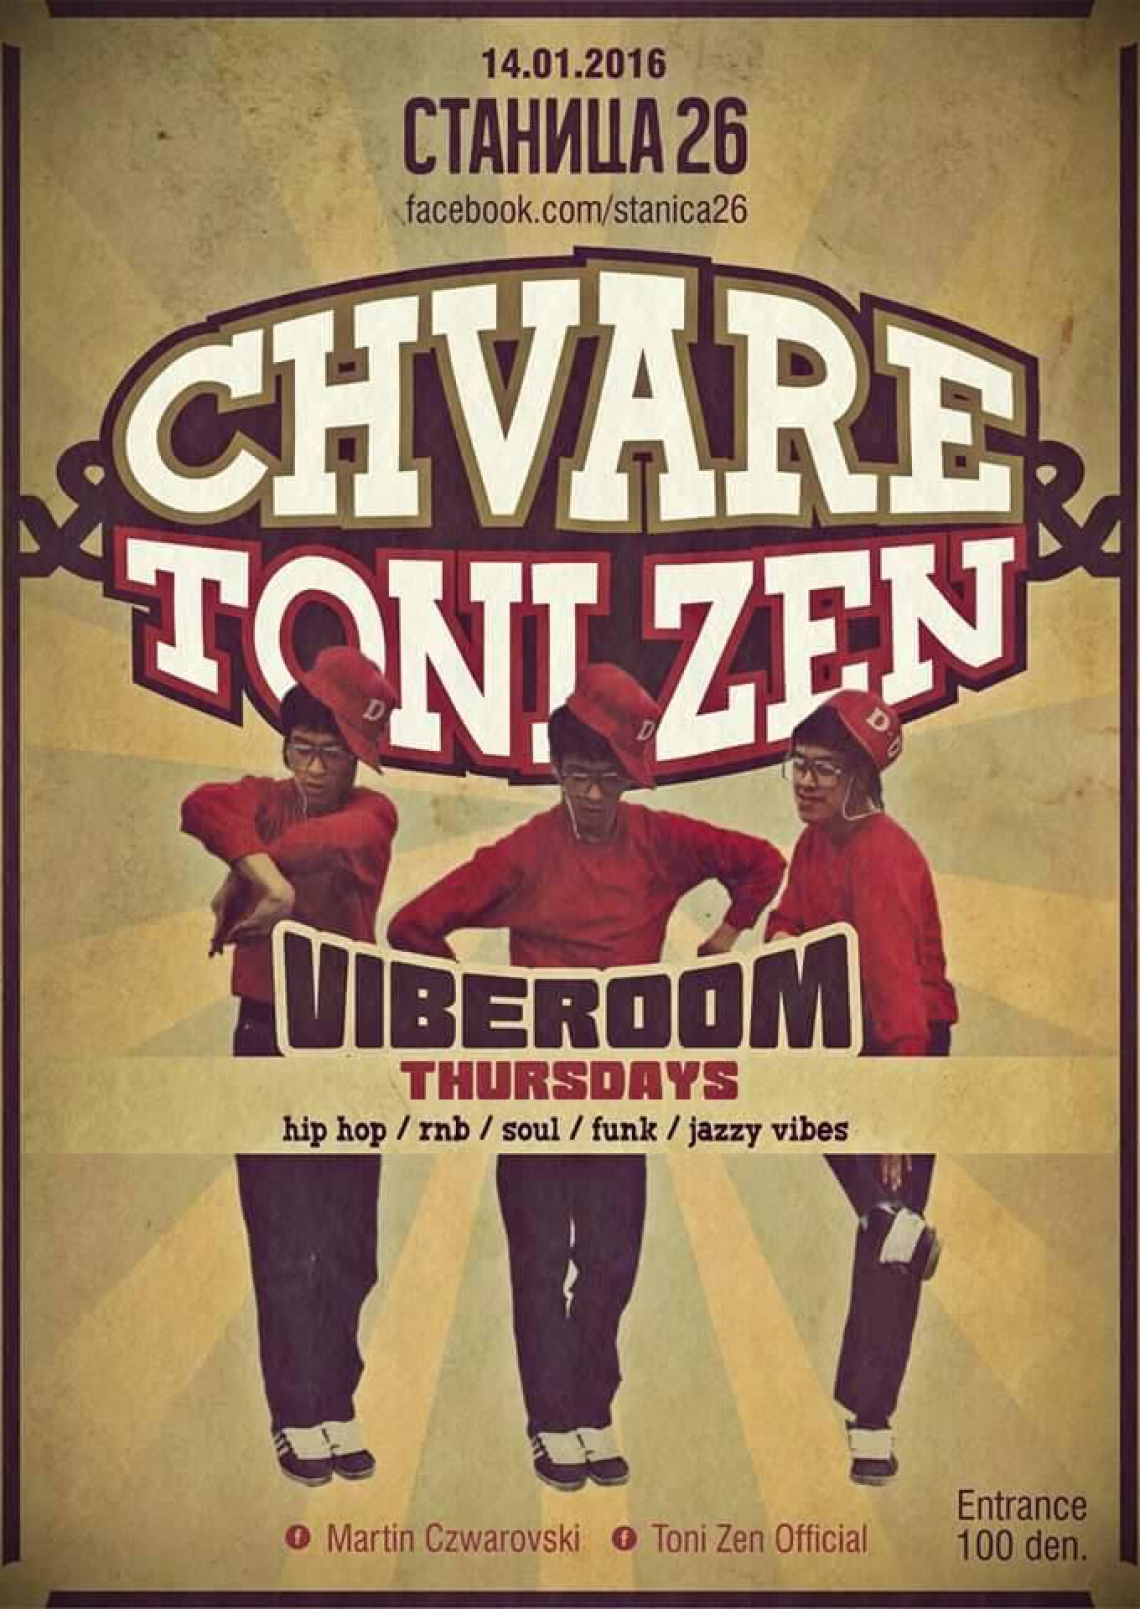 14.01.2016
СТАНИЦА 26
facebook.com/stanica26
CHVARE
& TONI ZEN &
D
D
D
VIBEROOM
THURSDAYS
hip hop / rnb / soul / funk / jazzy vibes
Entrance
100 den.
f Martin Czwarovski f Toni Zen Official